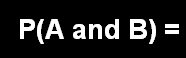 P(A and B) =